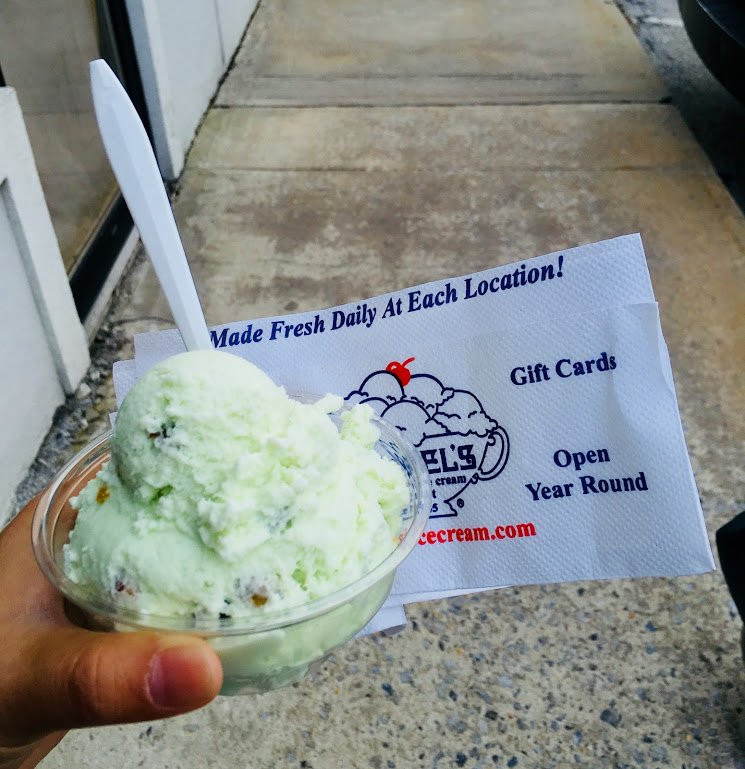 Made Fresh Daily At Each Location!
Gift Cards
EL'S
cream
Open
Year Round
®
cecream.com